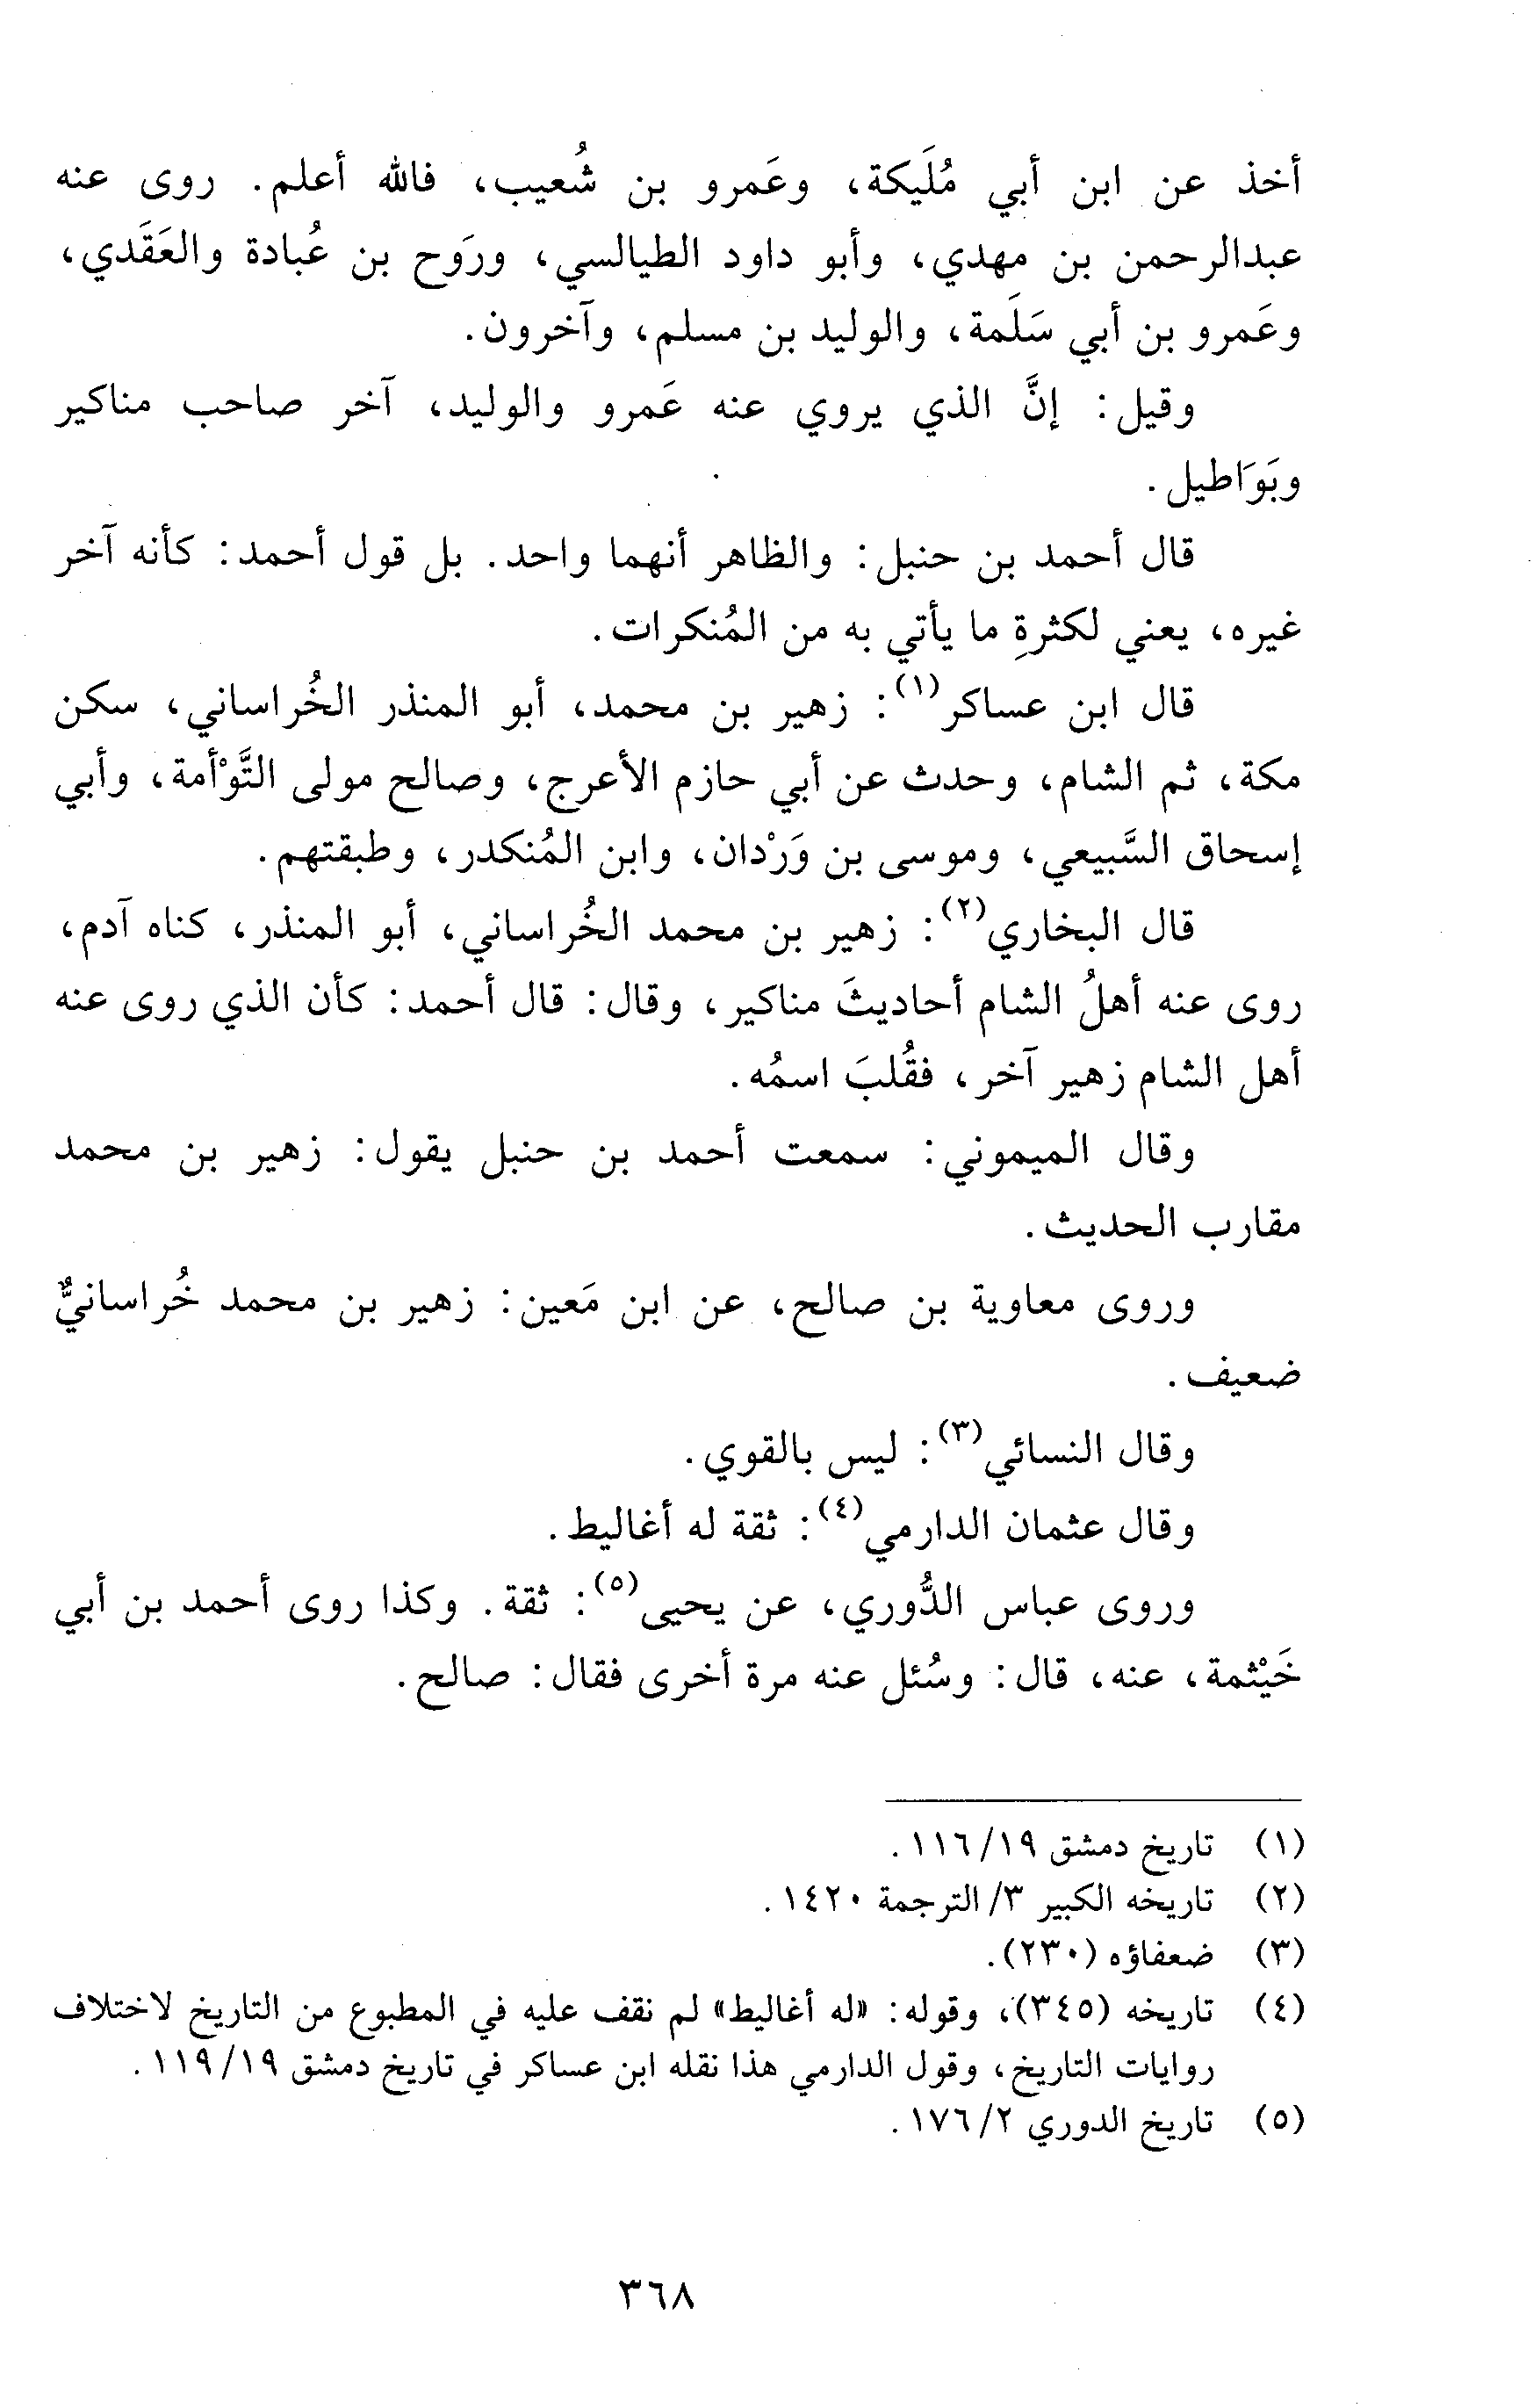 أخذ عن ابن أبي مُلَيكة، وعَمرو بن شُعيب، فالله أعلم. روى عنه
عبدالرحمن بن مهدي، وأبو داود الطيالسي، ورَوح بن عُبادة والعَقَدي،
وعَمرو بن أبي سَلَمة، والوليد بن مسلم، وآخرون.
وقيل: إنَّ الذي يروي عنه عَمرو والوليد، آخر صاحب مناكير
وبَوَاطيل.
قال أحمد بن حنبل: والظاهر أنهما واحد. بل قول أحمد: كأنه آخر
غيره، يعني لكثرةِ ما يأتي به من المُنكرات.
قال ابن عساكر(١): زهير بن محمد، أبو المنذر الخُراساني، سكن
مكة، ثم الشام، وحدث عن أبي حازم الأعرج، وصالح مولى التَّوْأمة، وأبي
إسحاق السَّبيعي، وموسى بن وَرْدان، وابن المُنكدر، وطبقتهم.
قال البخاري(٢): زهير بن محمد الخُراساني، أبو المنذر، كناه آدم،
روى عنه أهلُ الشام أحاديثَ مناكير، وقال: قال أحمد: كأن الذي روى عنه
أهل الشام زهير آخر، فقُلبَ اسمُه.
وقال الميموني: سمعت أحمد بن حنبل يقول: زهير بن محمد
مقارب الحديث.
وروى معاوية بن صالح، عن ابن مَعين: زهير بن محمد خُراسانيٌّ
ضعيف.
وقال النسائي(٣): ليس بالقوي.
وقال عثمان الدارمي(٤): ثقة له أغاليط.
وروى عباس الدُّوري، عن يحيى(٥): ثقة. وكذا روى أحمد بن أبي
خَيْثمة، عنه، قال: وسُئل عنه مرة أخرى فقال: صالح.
(١) تاريخ دمشق ١٩/ ١١٦.
(٢) تاريخه الكبير ٣/ الترجمة ١٤٢٠.
(٣) ضعفاؤه (٢٣٠).
(٤) تاريخه (٣٤٥)، وقوله: «له أغاليط» لم نقف عليه في المطبوع من التاريخ لاختلاف
روايات التاريخ، وقول الدارمي هذا نقله ابن عساكر في تاريخ دمشق ١٩/ ١١٩.
(٥) تاريخ الدوري ٢/ ١٧٦.
٣٦٨